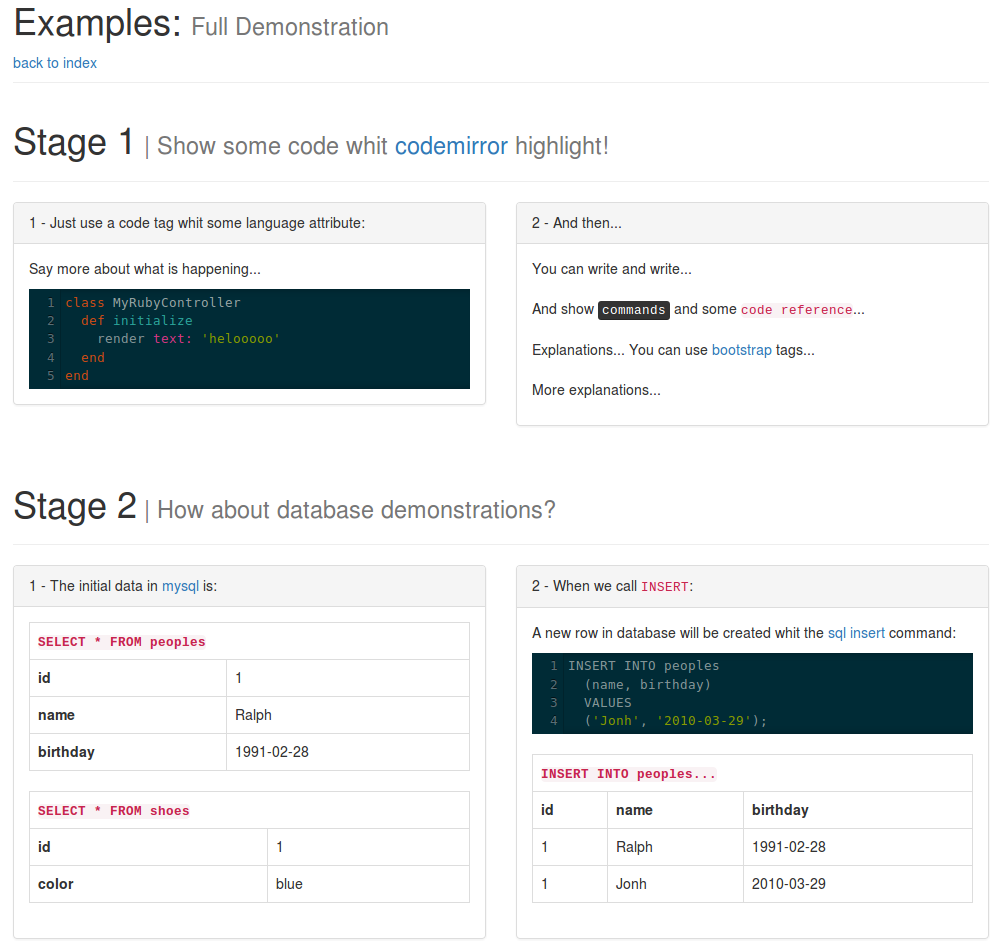 Examples: Full Demonstration
back to index
Stage 1 | Show some code whit codemirror highlight!
1 - Just use a code tag whit some language attribute:
Say more about what is happening...
1 class MyRubyController
2   def initialize
3     render text: 'helooooo'
4   end
5 end
2 - And then...
You can write and write...
And show commands and some code reference...
Explanations... You can use bootstrap tags...
More explanations...
Stage 2 | How about database demonstrations?
1 - The initial data in mysql is:
SELECT * FROM peoples
id 1
name Ralph
birthday 1991-02-28
SELECT * FROM shoes
id 1
color blue
2 - When we call INSERT:
A new row in database will be created whit the sql insert command:
1 INSERT INTO peoples
2   (name, birthday)
3   VALUES
4   ('Jonh', '2010-03-29');
INSERT INTO peoples...
id name birthday
1 Ralph 1991-02-28
1 Jonh 2010-03-29